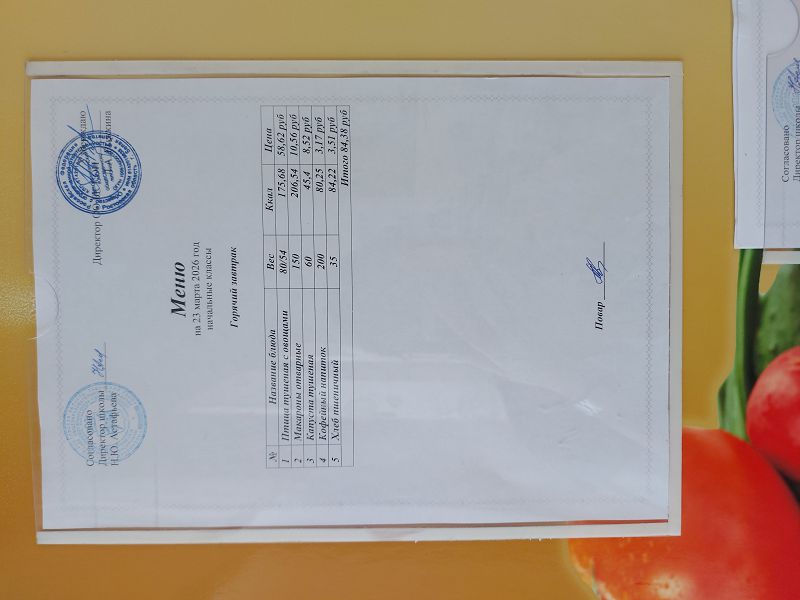 Согласовано
Директор школы
Н.Ю. Астафьева
Директор
Меню
на 23 марта 2026 год
начальные классы
Горячий завтрак
№ Название блюда Вес Ккал Цена
1 Птица тушеная с овощами 80/54 175,68 58,62 руб
2 Макароны отварные 150 206,54 10,56 руб
3 Капуста тушеная 60 45,4 8,52 руб
4 Кофейный напиток 200 80,25 3,17 руб
5 Хлеб пшеничный 35 84,22 3,51 руб
Итого 84,38 руб
Повар
Согласовано
Директор школы